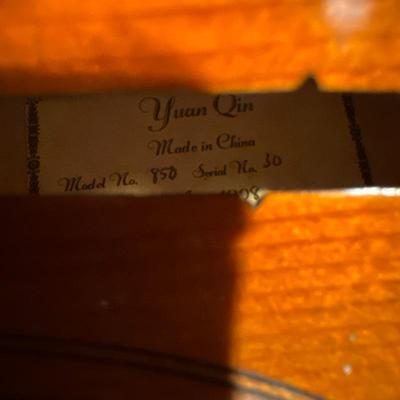 Yuan Qin
Made in China
Model No. 850 Serial No. 30